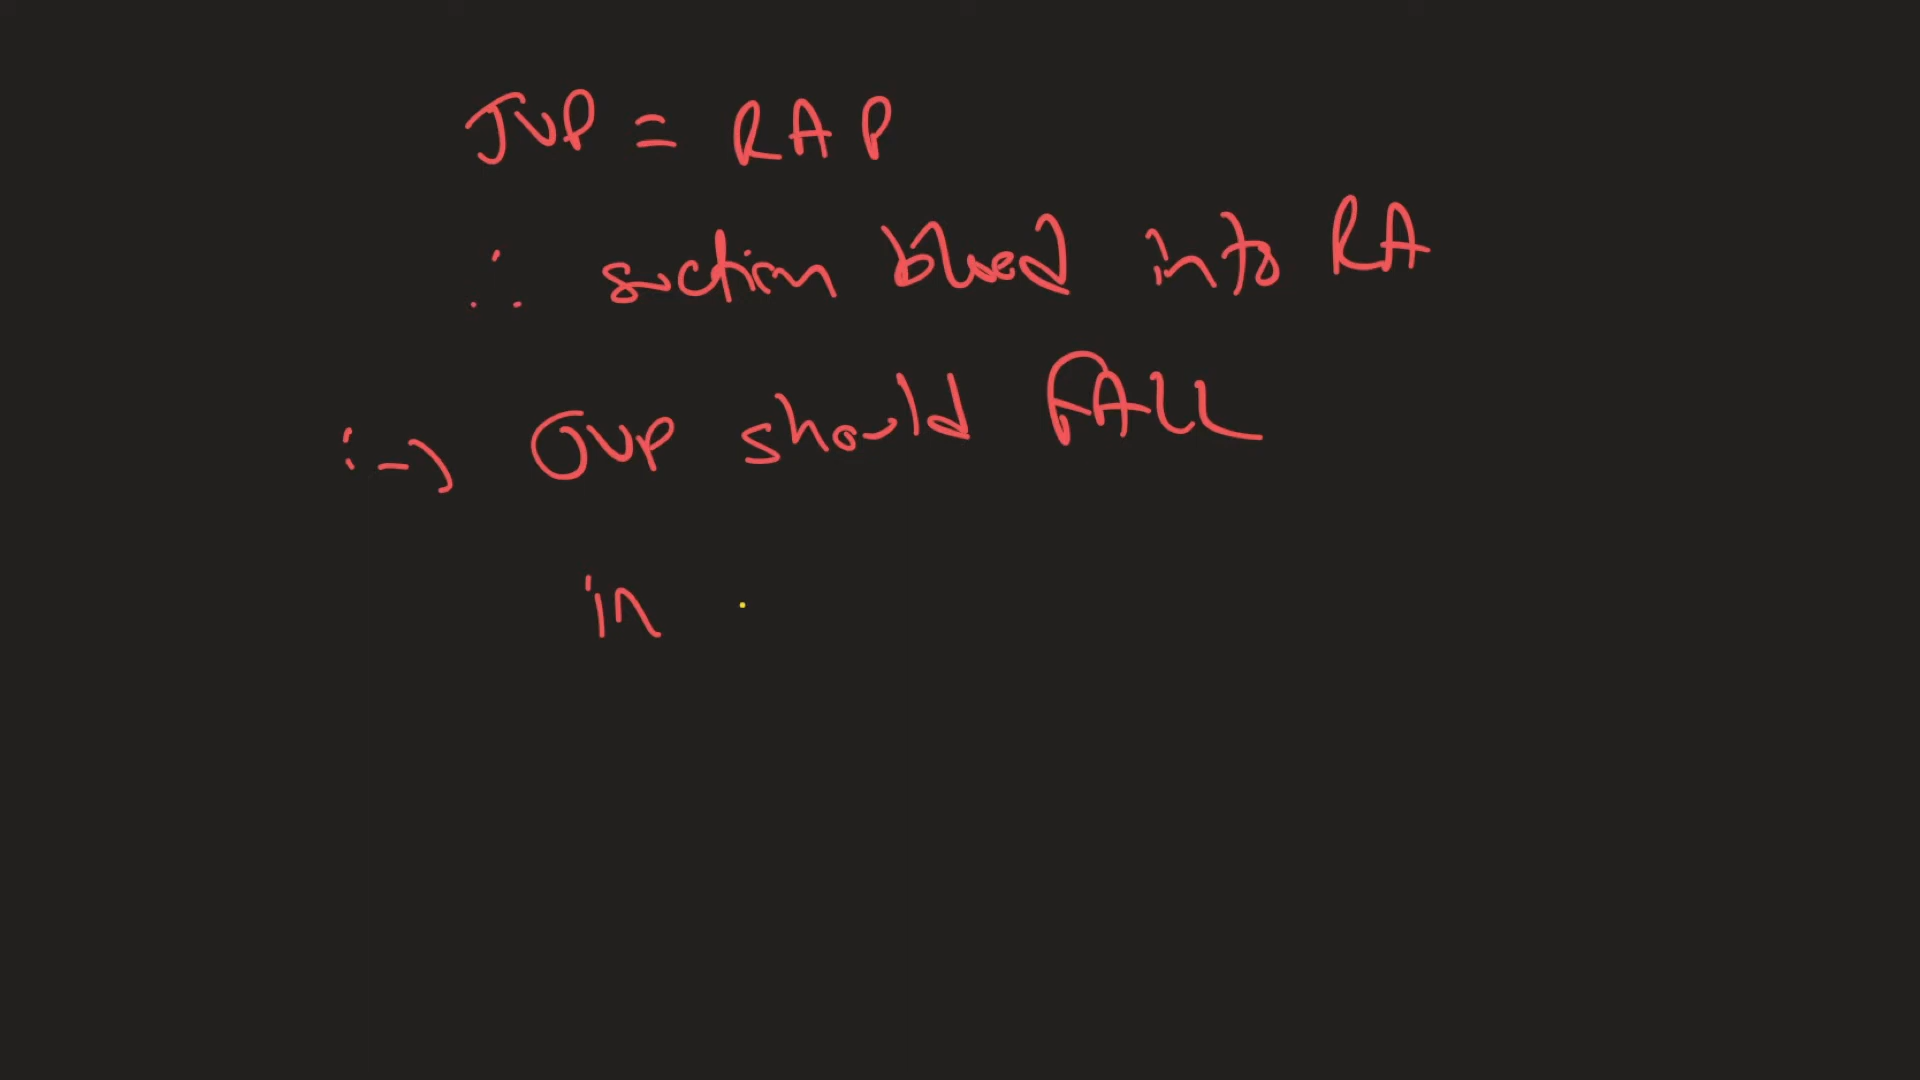 JVP = RAP
∴ suction blood into RA
:-) JVP should FALL
in